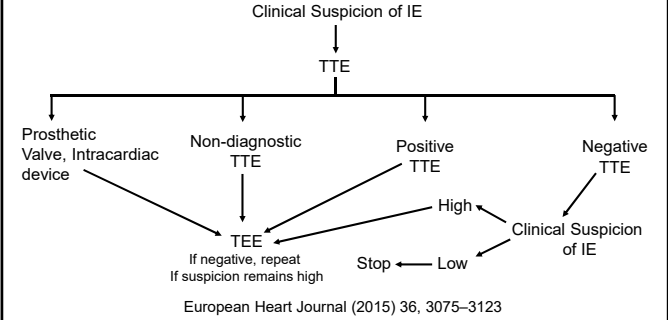 Clinical Suspicion of IE
TTE
Prosthetic
Valve, Intracardiac
device
Non-diagnostic
TTE
Positive
TTE
Negative
TTE
High
Clinical Suspicion
of IE
TEE
If negative, repeat
If suspicion remains high
Stop
Low
European Heart Journal (2015) 36, 3075–3123